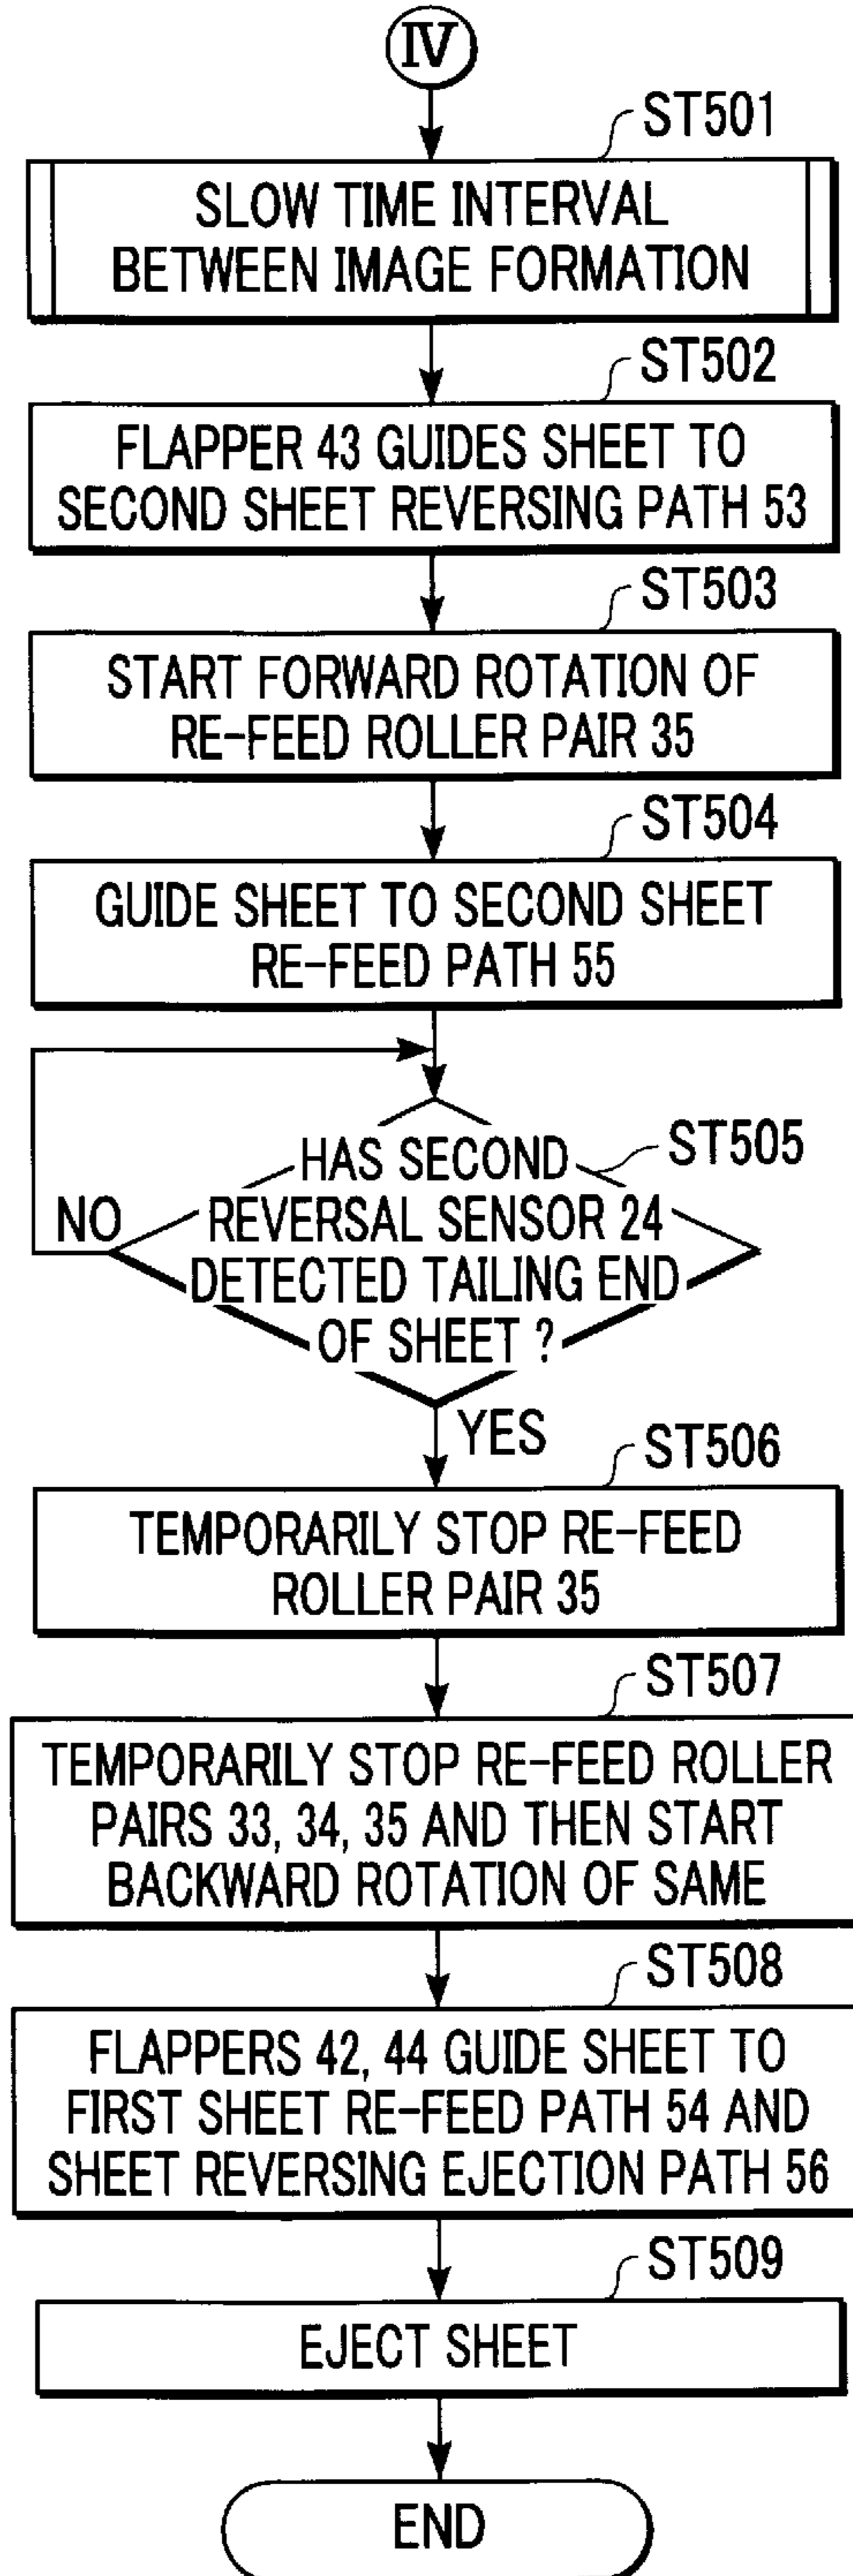 IV
ST501
SLOW TIME INTERVAL
BETWEEN IMAGE FORMATION
ST502
FLAPPER 43 GUIDES SHEET TO
SECOND SHEET REVERSING PATH 53
ST503
START FORWARD ROTATION OF
RE-FEED ROLLER PAIR 35
ST504
GUIDE SHEET TO SECOND SHEET
RE-FEED PATH 55
ST505
HAS SECOND
REVERSAL SENSOR 24
DETECTED TAILING END
OF SHEET ?
NO
YES
ST506
TEMPORARILY STOP RE-FEED
ROLLER PAIR 35
ST507
TEMPORARILY STOP RE-FEED ROLLER
PAIRS 33, 34, 35 AND THEN START
BACKWARD ROTATION OF SAME
ST508
FLAPPERS 42, 44 GUIDE SHEET TO
FIRST SHEET RE-FEED PATH 54 AND
SHEET REVERSING EJECTION PATH 56
ST509
EJECT SHEET
END